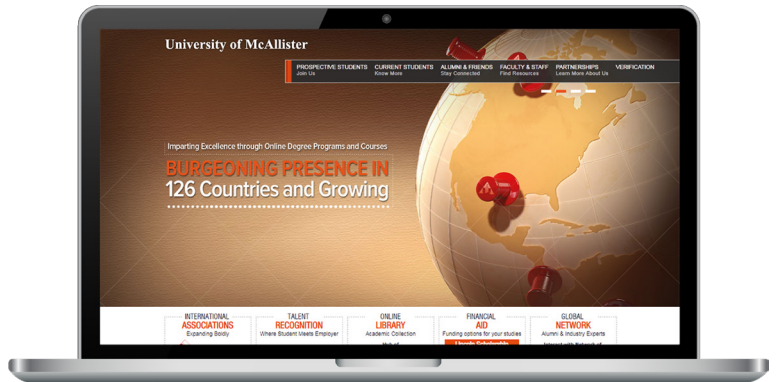 University of McAllister
PROSPECTIVE STUDENTS
Join Us
CURRENT STUDENTS
Know More
ALUMNI & FRIENDS
Stay Connected
FACULTY & STAFF
Find Resources
PARTNERSHIPS
Learn More About Us
VERIFICATION
Imparting Excellence through Online Degree Programs and Courses
BURGEONING PRESENCE IN
126 Countries and Growing
INTERNATIONAL
ASSOCIATIONS
Expanding Boldly
TALENT
RECOGNITION
Where Student Meets Employer
ONLINE
LIBRARY
Academic Collection
FINANCIAL
AID
Funding options for your studies
GLOBAL
NETWORK
Alumni & Industry Experts